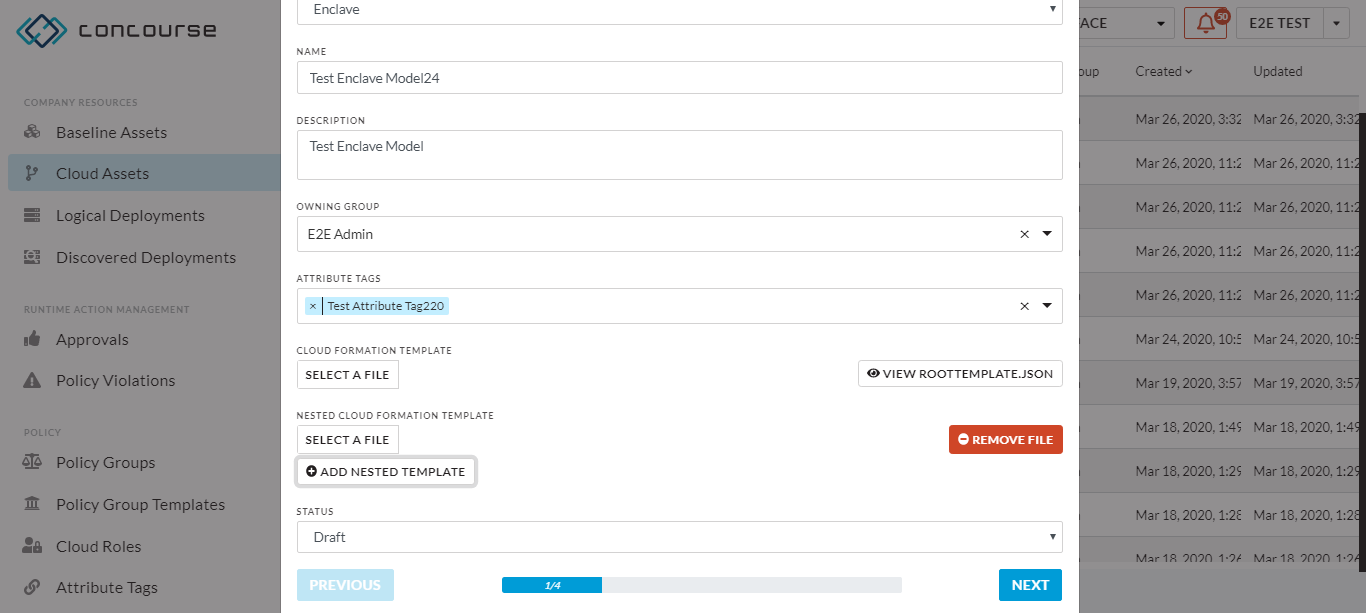 concourse
COMPANY RESOURCES
Baseline Assets
Cloud Assets
Logical Deployments
Discovered Deployments
RUNTIME ACTION MANAGEMENT
Approvals
Policy Violations
POLICY
Policy Groups
Policy Group Templates
Cloud Roles
Attribute Tags
Enclave
NAME
Test Enclave Model24
DESCRIPTION
Test Enclave Model
OWNING GROUP
E2E Admin
ATTRIBUTE TAGS
× Test Attribute Tag220
CLOUD FORMATION TEMPLATE
SELECT A FILE
VIEW ROOTTEMPLATE.JSON
NESTED CLOUD FORMATION TEMPLATE
SELECT A FILE
REMOVE FILE
ADD NESTED TEMPLATE
STATUS
Draft
PREVIOUS
1/4
NEXT
ACE
50
E2E TEST
oup Created Updated
Mar 26, 2020, 3:32 Mar 26, 2020, 3:32
Mar 26, 2020, 11:2 Mar 26, 2020, 11:2
Mar 26, 2020, 11:2 Mar 26, 2020, 11:2
Mar 26, 2020, 11:2 Mar 26, 2020, 11:2
Mar 26, 2020, 11:2 Mar 26, 2020, 11:2
Mar 24, 2020, 10:5 Mar 24, 2020, 10:5
Mar 19, 2020, 3:57 Mar 19, 2020, 3:57
Mar 18, 2020, 1:49 Mar 18, 2020, 1:49
Mar 18, 2020, 1:29 Mar 18, 2020, 1:29
Mar 18, 2020, 1:28 Mar 18, 2020, 1:28
Mar 18, 2020, 1:26 Mar 18, 2020, 1:26